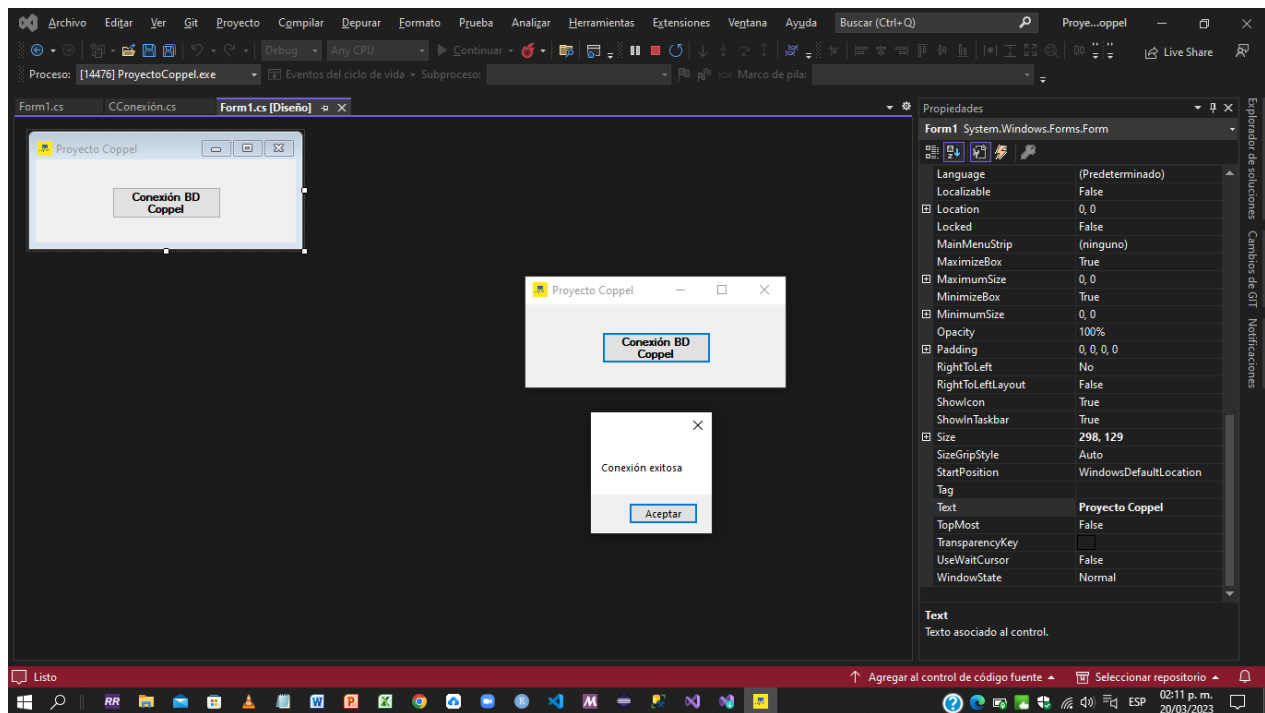 Archivo Editar Ver Git Proyecto Compilar Depurar Formato Prueba Analizar Herramientas Extensiones Ventana Ayuda Buscar (Ctrl+Q) Proye...oppel
Debug Any CPU Continuar Live Share
Proceso: [14476] ProyectoCoppel.exe Eventos del ciclo de vida Subproceso: Marco de pila:
Form1.cs CConexión.cs Form1.cs [Diseño]
Proyecto Coppel
Conexión BD
Coppel
Proyecto Coppel
Conexión BD
Coppel
Conexión exitosa
Aceptar
Propiedades
Form1 System.Windows.Forms.Form
Language (Predeterminado)
Localizable False
Location 0, 0
Locked False
MainMenuStrip (ninguno)
MaximizeBox True
MaximumSize 0, 0
MinimizeBox True
MinimumSize 0, 0
Opacity 100%
Padding 0, 0, 0, 0
RightToLeft No
RightToLeftLayout False
ShowIcon True
ShowInTaskbar True
Size 298, 129
SizeGripStyle Auto
StartPosition WindowsDefaultLocation
Tag
Text Proyecto Coppel
TopMost False
TransparencyKey
UseWaitCursor False
WindowState Normal
Text
Texto asociado al control.
Explorador de soluciones
Cambios de GIT
Notificaciones
Listo Agregar al control de código fuente Seleccionar repositorio
RR ESP 02:11 p. m.
20/03/2023